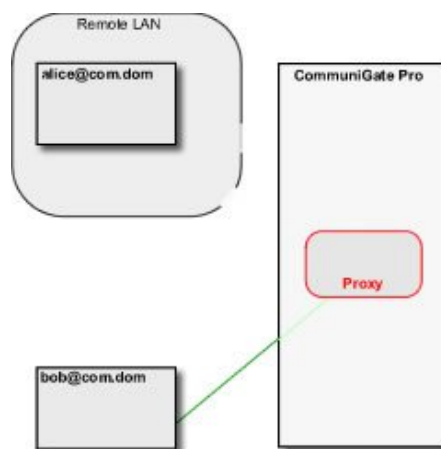 Remote LAN
alice@com.dom
CommuniGate Pro
Proxy
bob@com.dom